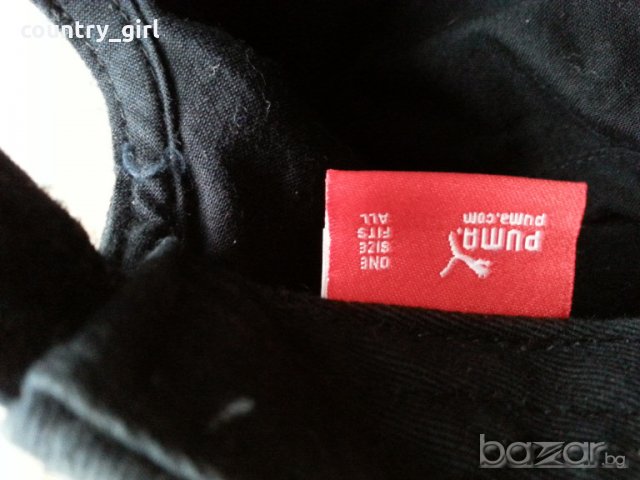 country_girl
PUMA.
puma.com
ONE
SIZE
FITS
ALL
bazar.bg